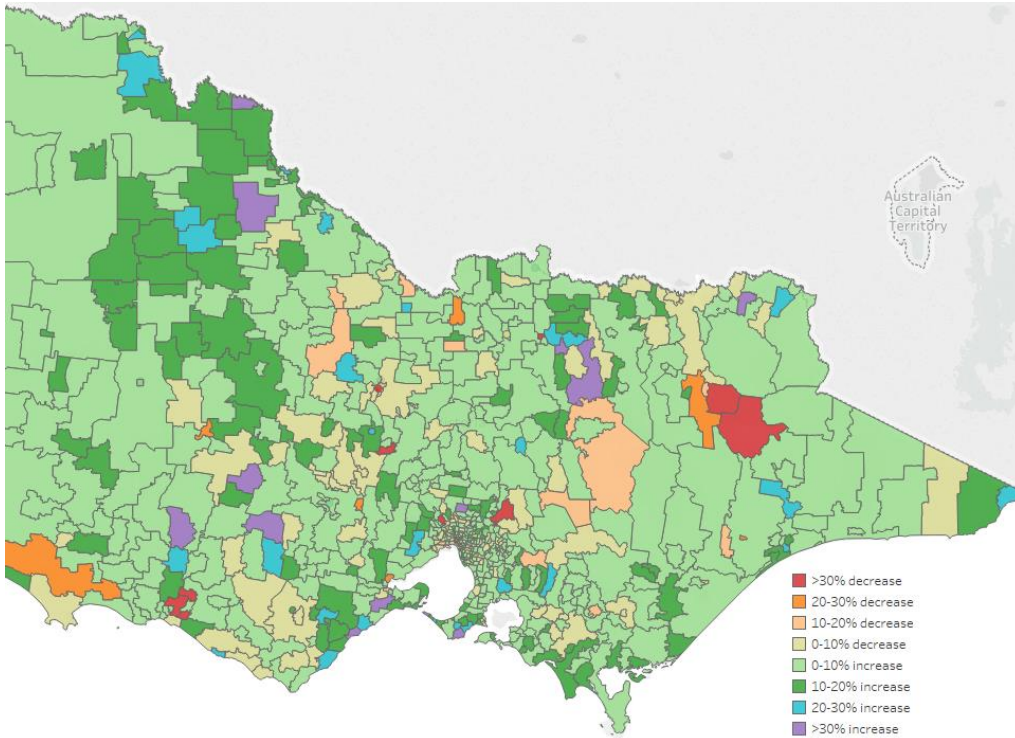 Australian
Capital
Territory
>30% decrease
20-30% decrease
10-20% decrease
0-10% decrease
0-10% increase
10-20% increase
20-30% increase
>30% increase